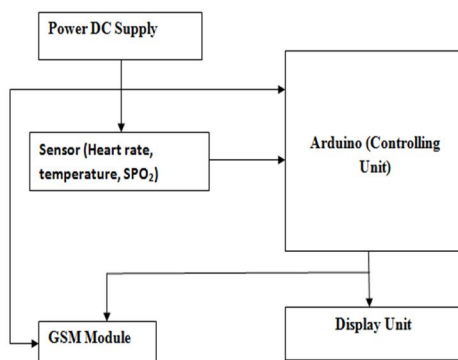 Power DC Supply
Sensor (Heart rate,
temperature, SPO₂)
Arduino (Controlling
Unit)
GSM Module
Display Unit